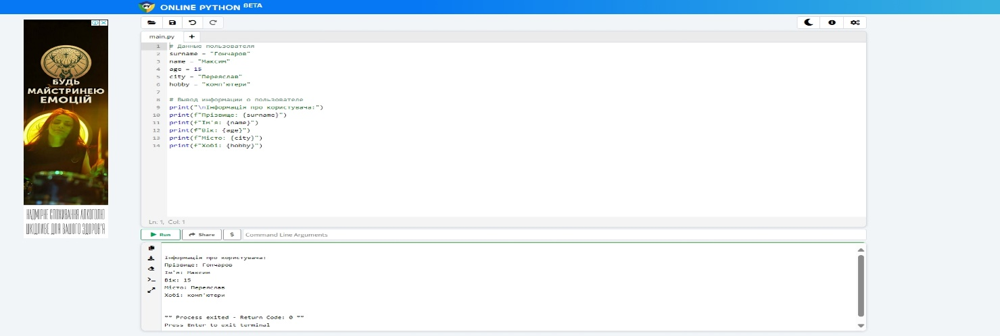 ONLINE PYTHON BETA
БУДЬ
МАЙСТРИНЕЮ
ЕМОЦІЙ
НАДМІРНЕ СПОЖИВАННЯ АЛКОГОЛЮ
ШКІДЛИВЕ ДЛЯ ВАШОГО ЗДОРОВ'Я
main.py +
1 # Данные пользователя
2 surname = "Гончаров"
3 name = "Максим"
4 age = 15
5 city = "Переяслав"
6 hobby = "комп'ютери"
7
8 # Вывод информации о пользователе
9 print("\nІнформація про користувача:")
10 print(f"Прізвище: {surname}")
11 print(f"Ім'я: {name}")
12 print(f"Вік: {age}")
13 print(f"Місто: {city}")
14 print(f"Хобі: {hobby}")
Ln: 1, Col: 1
Run Share $ Command Line Arguments
Інформація про користувача:
Прізвище: Гончаров
Ім'я: Максим
Вік: 15
Місто: Переяслав
Хобі: комп'ютери
** Process exited - Return Code: 0 **
Press Enter to exit terminal